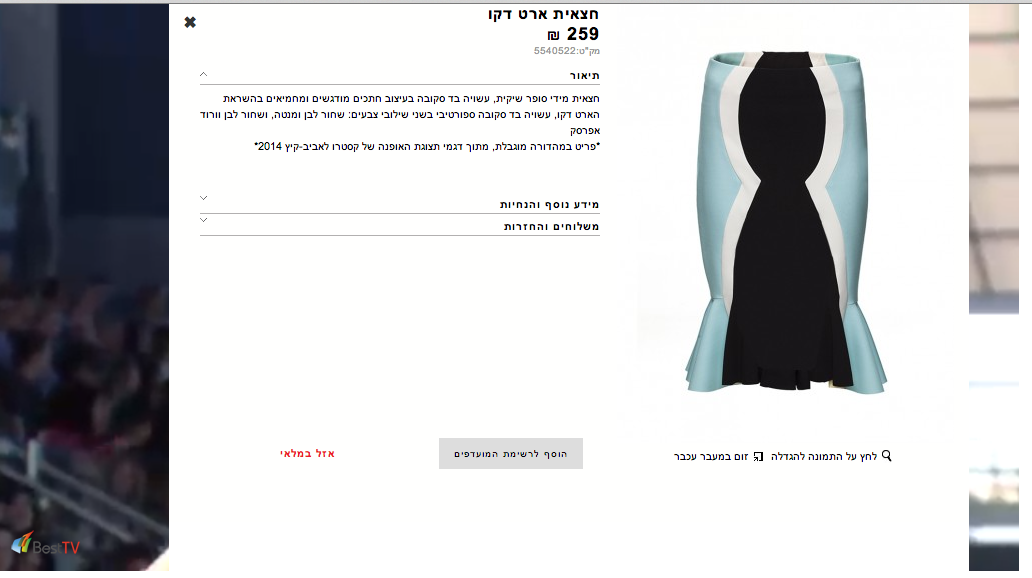 חצאית ארט דקו
259 ₪
מק"ט:5540522
תיאור
חצאית מידי סופר שיקית, עשויה בד סקובה בעיצוב חתכים מודגשים ומחמיאים בהשראת
הארט דקו, עשויה בד סקובה ספורטיבי בשני שילובי צבעים: שחור לבן ומנטה, ושחור לבן וורוד
אפרסק
*פריט במהדורה מוגבלת, מתוך דגמי תצוגת האופנה של קסטרו לאביב-קיץ 2014*
מידע נוסף והנחיות
משלוחים והחזרות
לחץ על התמונה להגדלה זום במעבר עכבר
הוסף לרשימת המועדפים
אזל במלאי
BestTV